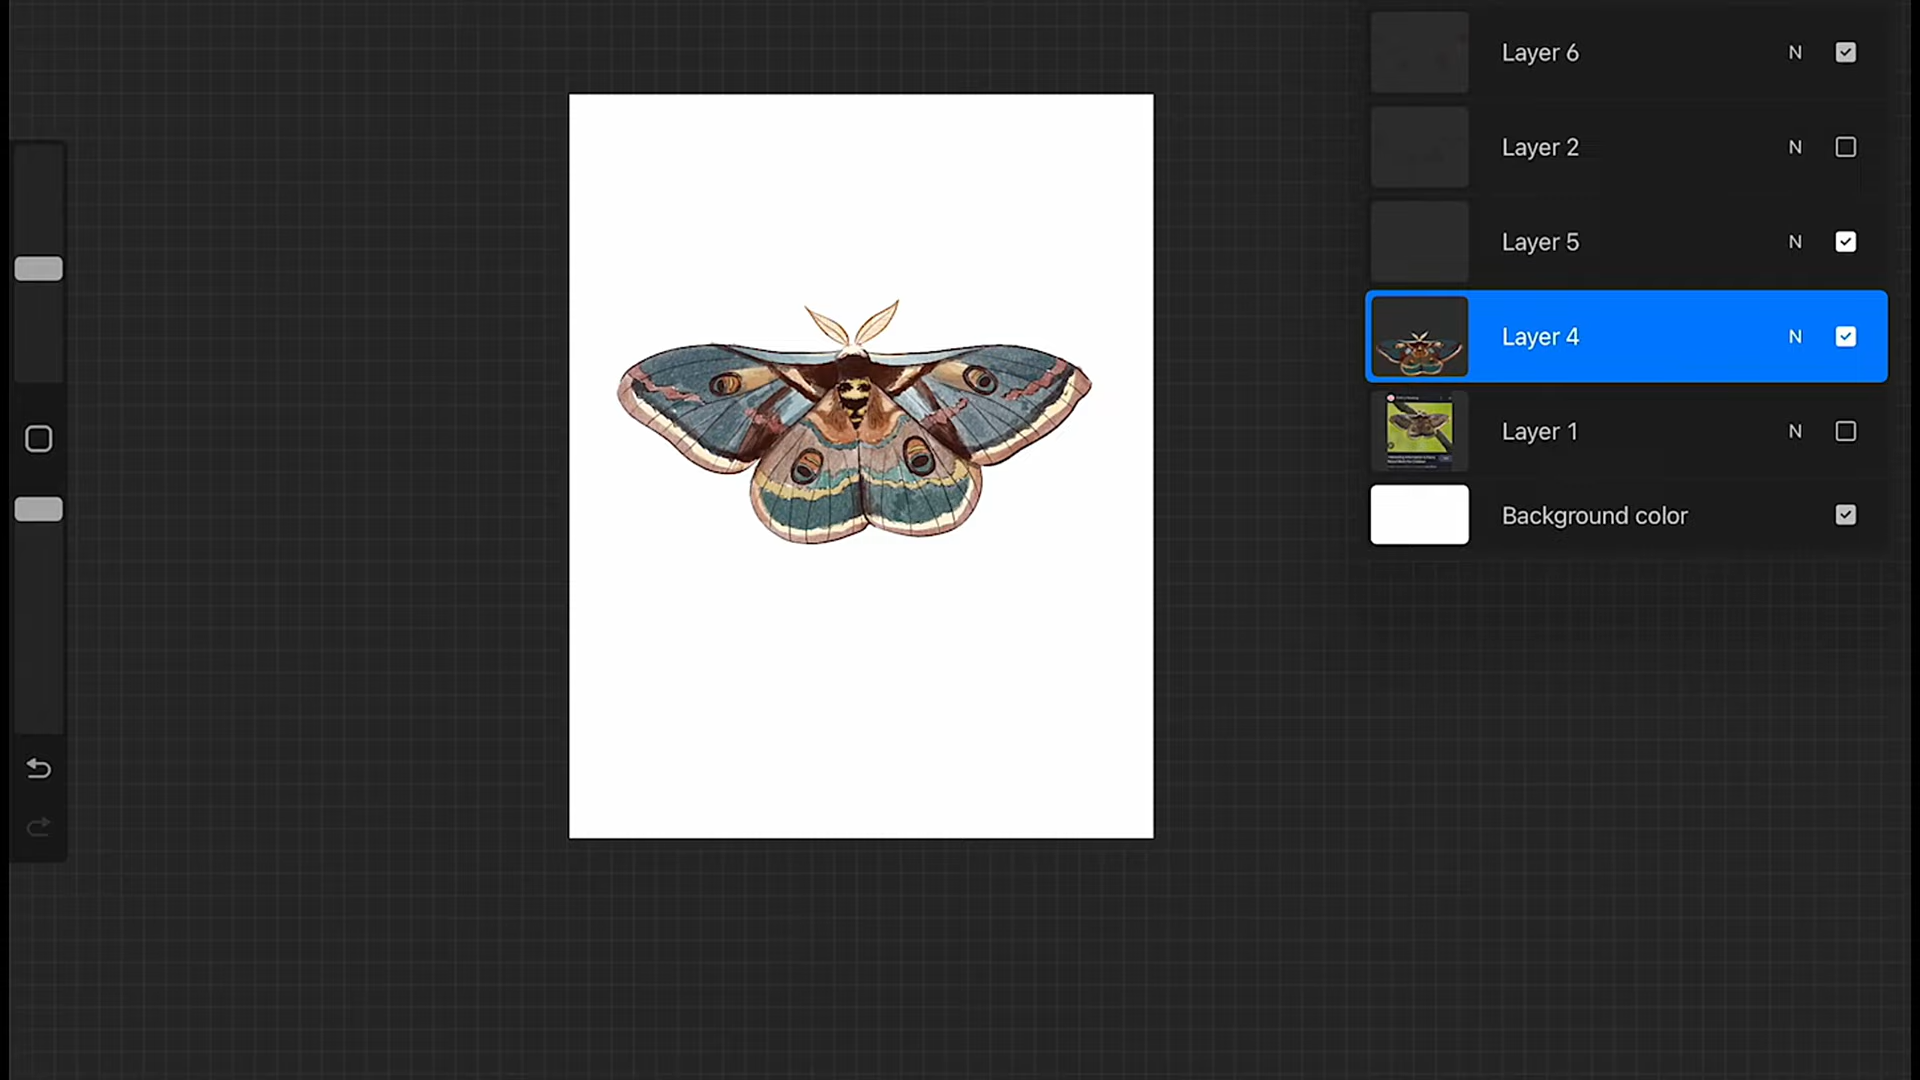 Layer 6 N
Layer 2 N
Layer 5 N
Layer 4 N
Layer 1 N
Background color